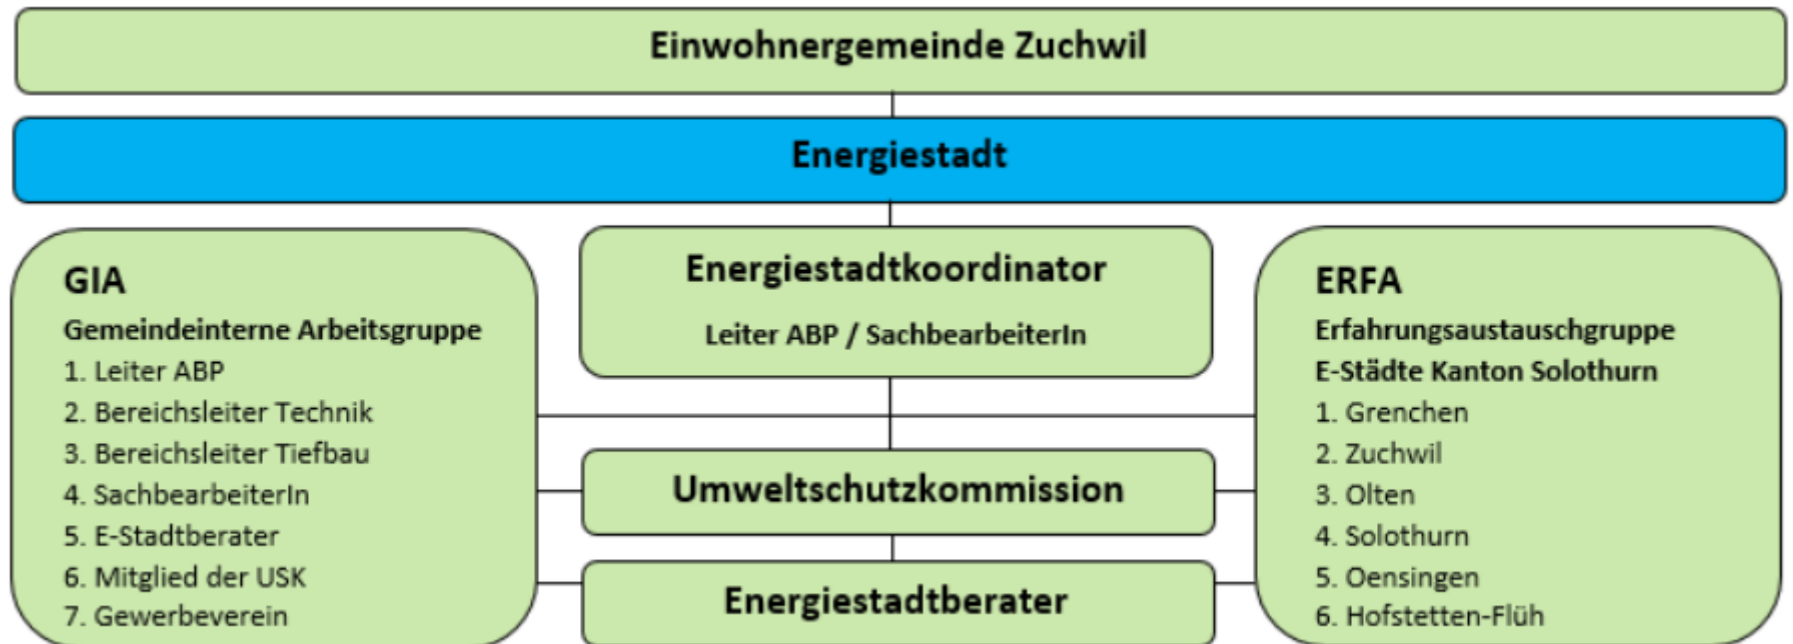 Einwohnergemeinde Zuchwil
Energiestadt
GIA
Gemeindeinterne Arbeitsgruppe
1. Leiter ABP
2. Bereichsleiter Technik
3. Bereichsleiter Tiefbau
4. SachbearbeiterIn
5. E-Stadtberater
6. Mitglied der USK
7. Gewerbeverein
Energiestadtkoordinator
Leiter ABP / SachbearbeiterIn
Umweltschutzkommission
Energiestadtberater
ERFA
Erfahrungsaustauschgruppe
E-Städte Kanton Solothurn
1. Grenchen
2. Zuchwil
3. Olten
4. Solothurn
5. Oensingen
6. Hofstetten-Flüh